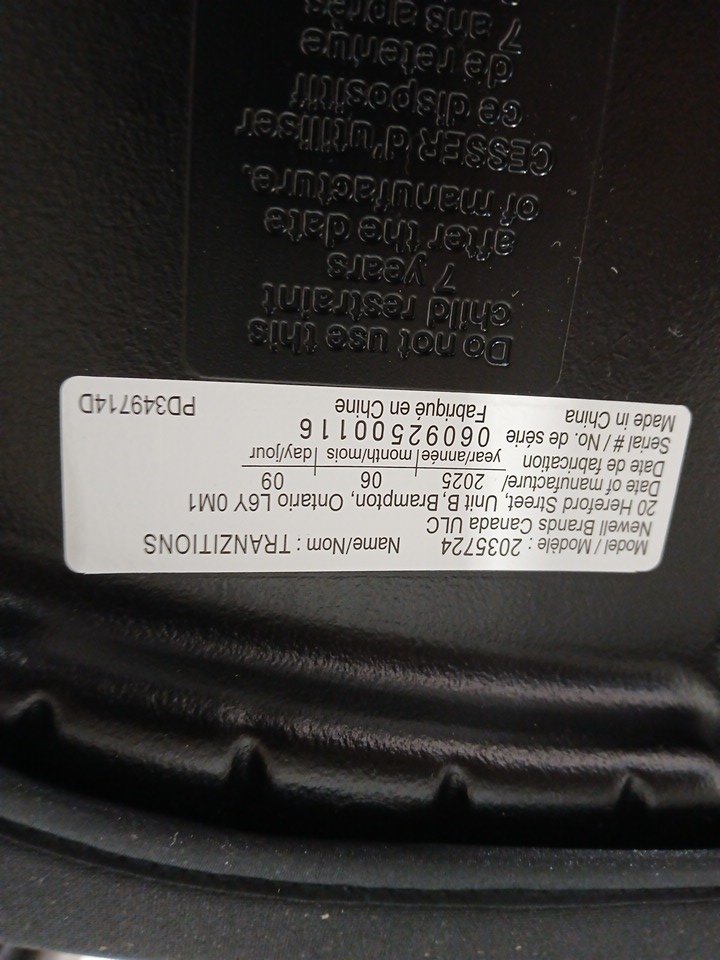 Model / Modèle : 2035724 Name/Nom : TRANZITIONS
Newell Brands Canada ULC
20 Hereford Street, Unit B, Brampton, Ontario L6Y 0M1
Date of manufacture/ 2025 06 09
Date de fabrication year/année month/mois day/jour
Serial # / No. de série 06092500116
Made in China Fabriqué en Chine PD349714D
Do not use this
child restraint
7 years
after the date
of manufacture.
CESSER d'utiliser
ce dispositif
de retenue
7 ans après